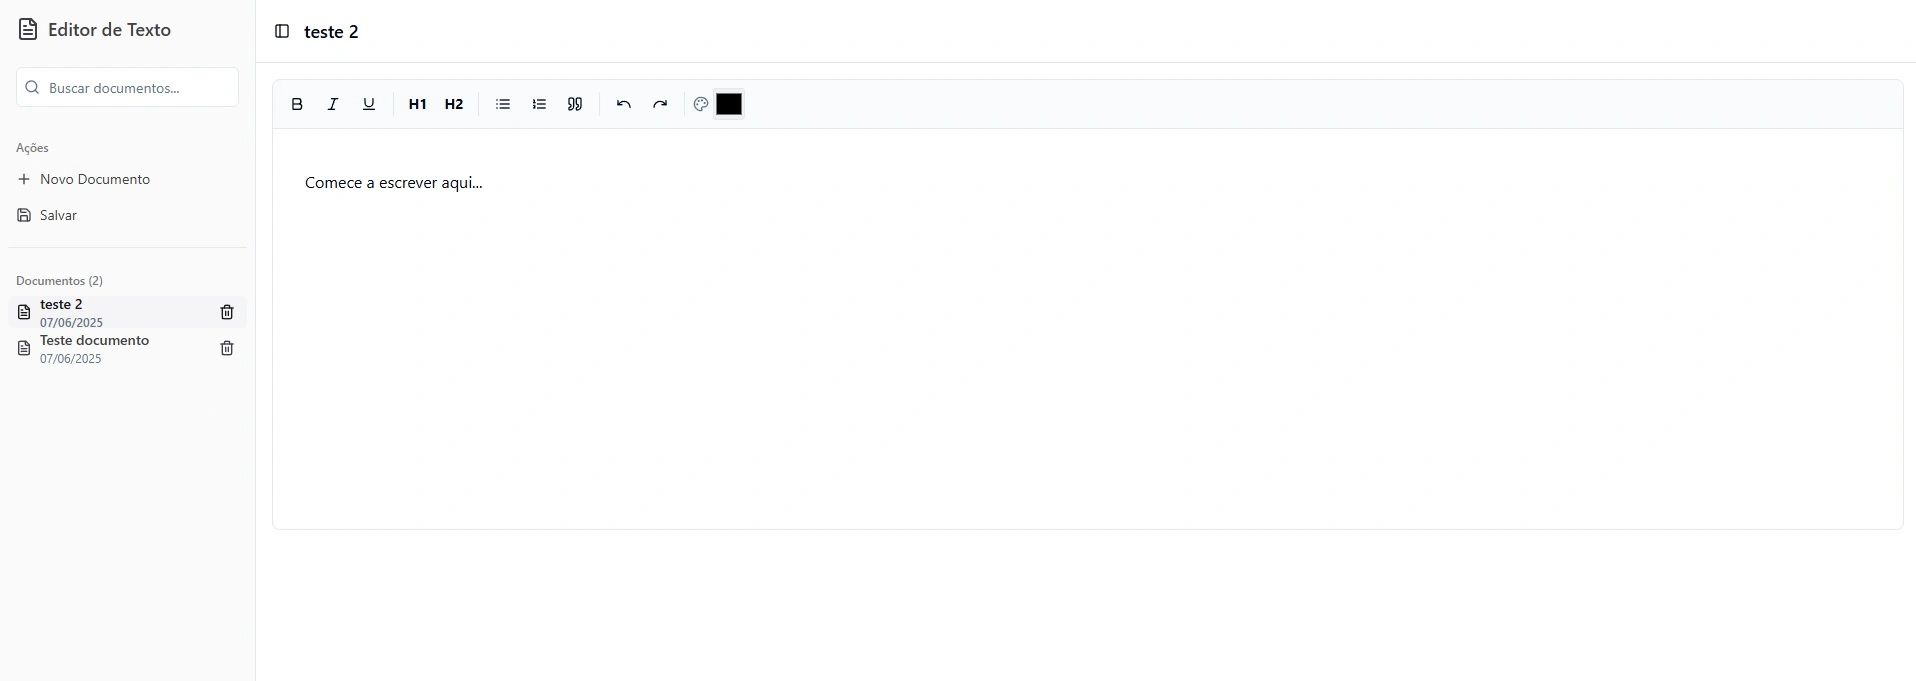 Editor de Texto
Buscar documentos...
Ações
Novo Documento
Salvar
Documentos (2)
teste 2
07/06/2025
Teste documento
07/06/2025
teste 2
B I U H1 H2
Comece a escrever aqui...